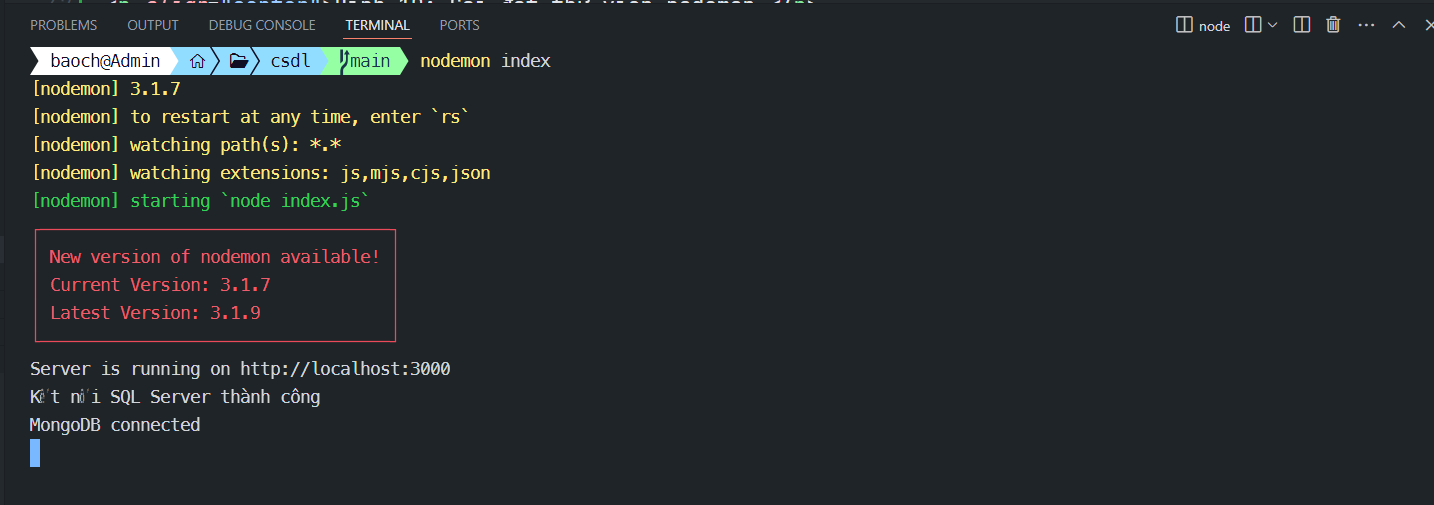 PROBLEMS OUTPUT DEBUG CONSOLE TERMINAL PORTS node
baoch@Admin csdl main nodemon index
[nodemon] 3.1.7
[nodemon] to restart at any time, enter `rs`
[nodemon] watching path(s): *.*
[nodemon] watching extensions: js,mjs,cjs,json
[nodemon] starting `node index.js`
New version of nodemon available!
Current Version: 3.1.7
Latest Version: 3.1.9
Server is running on http://localhost:3000
Kết nối SQL Server thành công
MongoDB connected